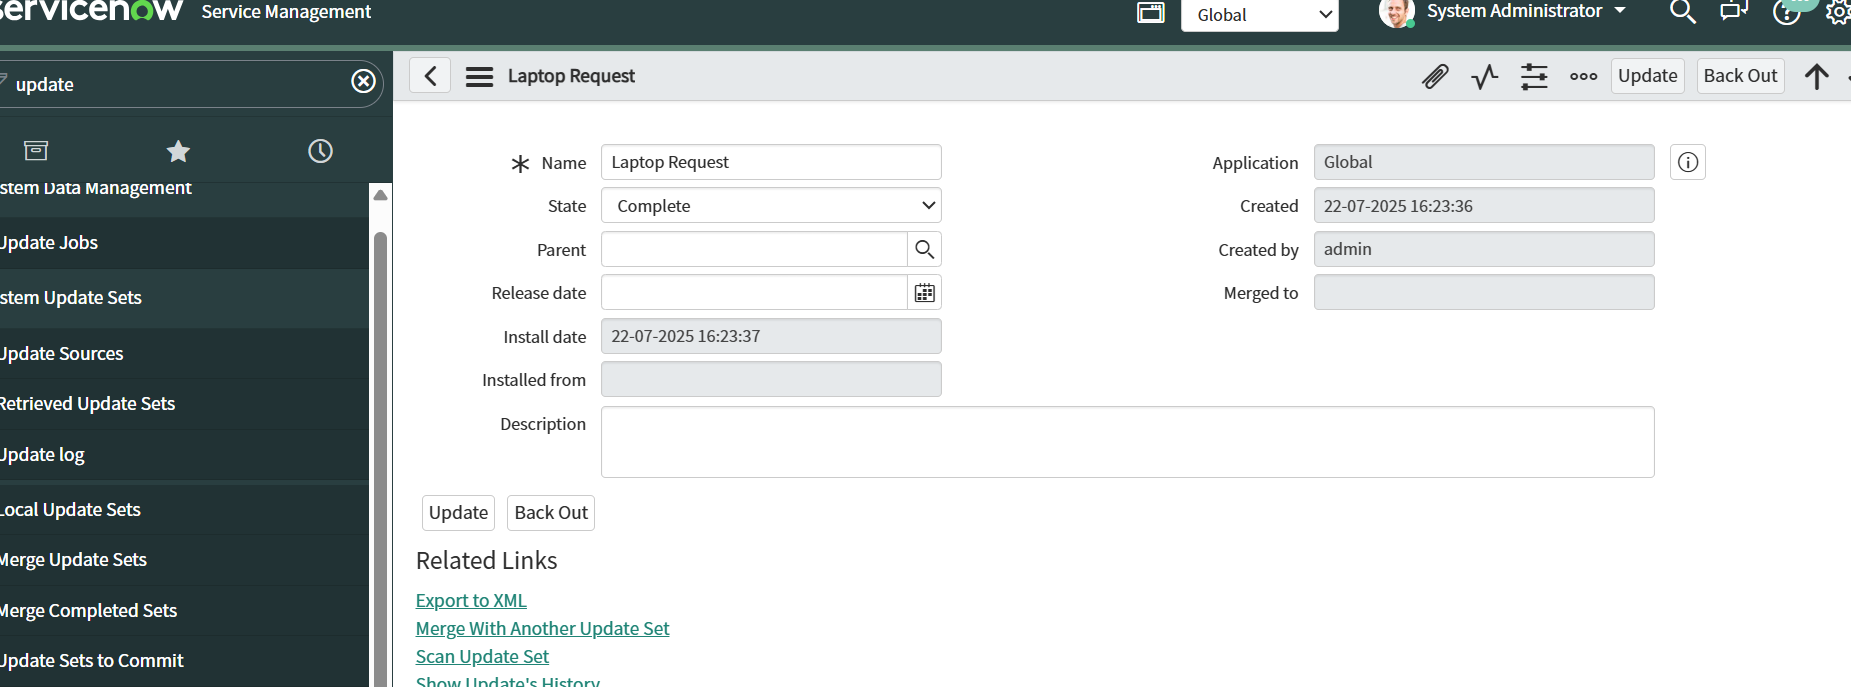 servicenow Service Management
Global
System Administrator
update
Laptop Request
Update
Back Out
stem Data Management
Update Jobs
stem Update Sets
Update Sources
Retrieved Update Sets
Update log
Local Update Sets
Merge Update Sets
Merge Completed Sets
Update Sets to Commit
Name Laptop Request
State Complete
Parent
Release date
Install date 22-07-2025 16:23:37
Installed from
Description
Application Global
Created 22-07-2025 16:23:36
Created by admin
Merged to
Update Back Out
Related Links
Export to XML
Merge With Another Update Set
Scan Update Set
Show Update's History